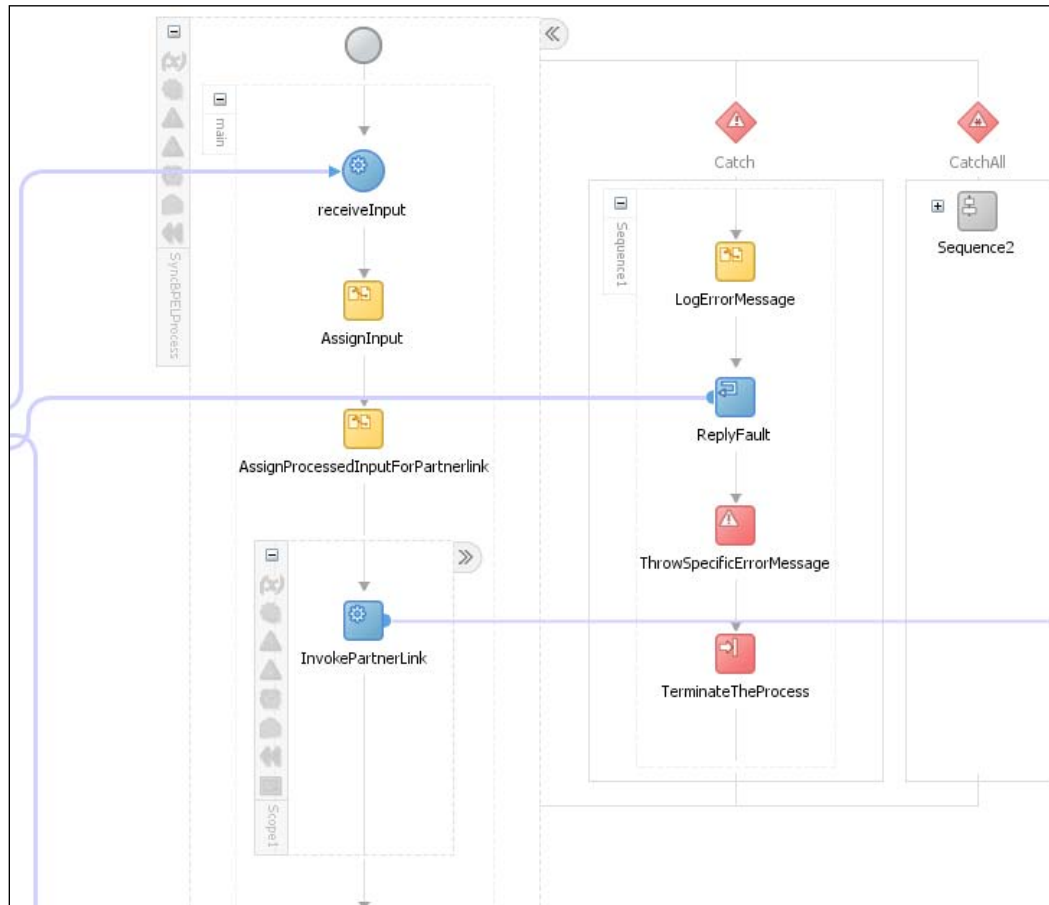 main
receiveInput
AssignInput
SyncBPELProcess
AssignProcessedInputForPartnerlink
InvokePartnerLink
Scope1
Catch
Sequence1
LogErrorMessage
ReplyFault
ThrowSpecificErrorMessage
TerminateTheProcess
CatchAll
Sequence2